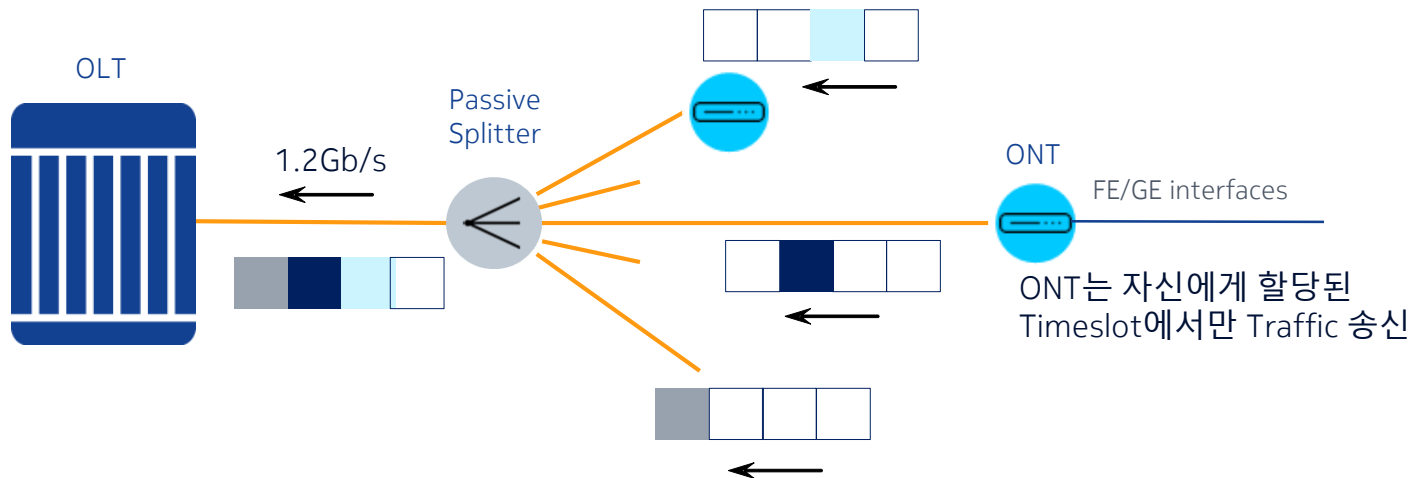 OLT
Passive
Splitter
1.2Gb/s
ONT
FE/GE interfaces
ONT는 자신에게 할당된
Timeslot에서만 Traffic 송신